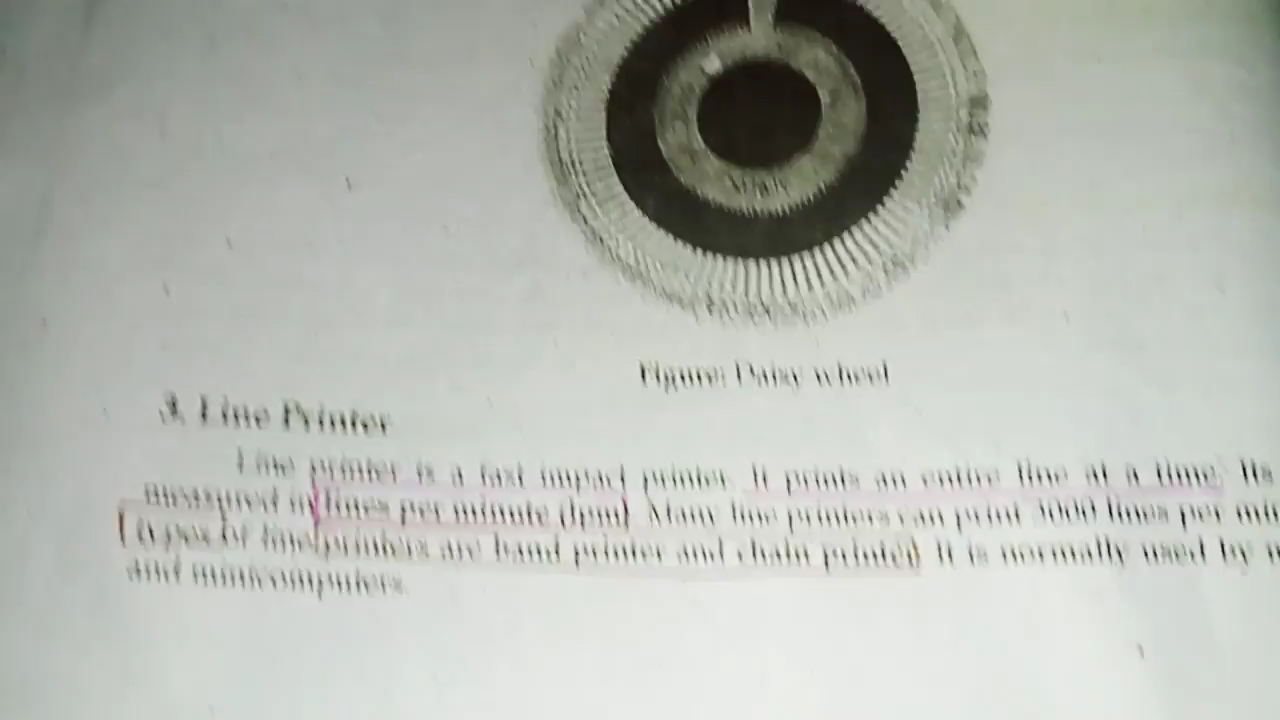 Figure: Daisy wheel
3. Line Printer
Line printer is a fast impact printer. It prints an entire line at a time. Its
measured in lines per minute (lpm). Many line printers can print 3000 lines per
types of line printers are band printer and chain printed. It is normally used by
and minicomputers.